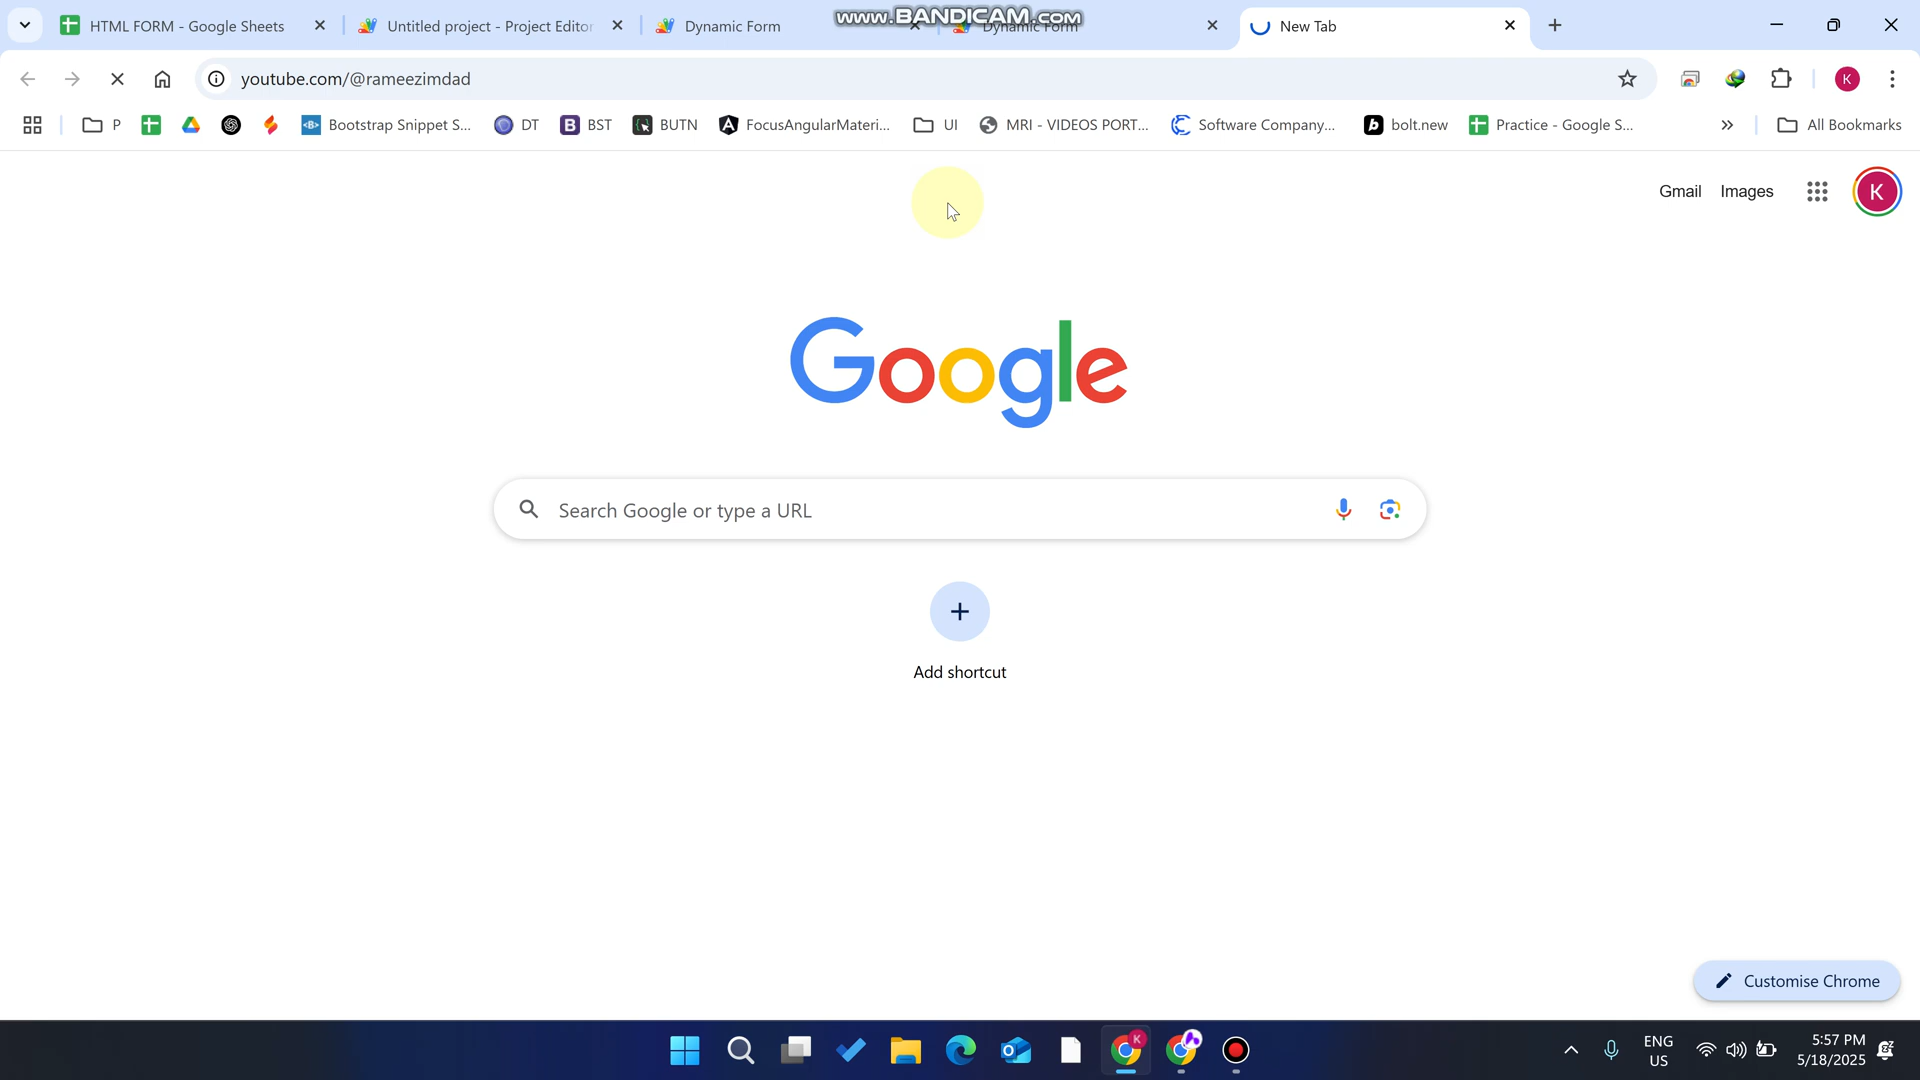 HTML FORM - Google Sheets
Untitled project - Project Editor
Dynamic Form
Dynamic Form
www.BANDICAM.com
New Tab
youtube.com/@rameezimdad
K
P
Bootstrap Snippet S...
DT
BST
BUTN
FocusAngularMateri...
UI
MRI - VIDEOS PORT...
Software Company...
bolt.new
Practice - Google S...
All Bookmarks
Gmail
Images
K
Google
Search Google or type a URL
Add shortcut
Customise Chrome
ENG
US
5:57 PM
5/18/2025